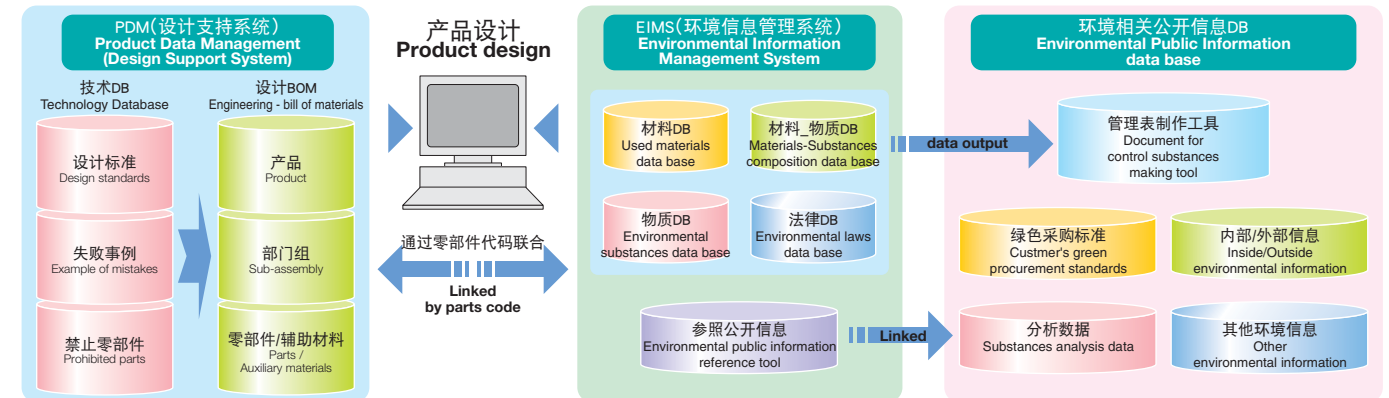 PDM(设计支持系统)
Product Data Management
(Design Support System)
技术DB
Technology Database
设计标准
Design standards
失败事例
Example of mistakes
禁止零部件
Prohibited parts
设计BOM
Engineering - bill of materials
产品
Product
部门组
Sub-assembly
零部件/辅助材料
Parts /
Auxiliary materials
产品设计
Product design
通过零部件代码联合
Linked
by parts code
EIMS(环境信息管理系统)
Environmental Information
Management System
材料DB
Used materials
data base
材料_物质DB
Materials-Substances
composition data base
物质DB
Environmental
substances data base
法律DB
Environmental laws
data base
参照公开信息
Environmental public information
reference tool
data output
Linked
环境相关公开信息DB
Environmental Public Information
data base
管理表制作工具
Document for
control substances
making tool
绿色采购标准
Custmer's green
procurement standards
内部/外部信息
Inside/Outside
environmental information
分析数据
Substances analysis data
其他环境信息
Other
environmental information